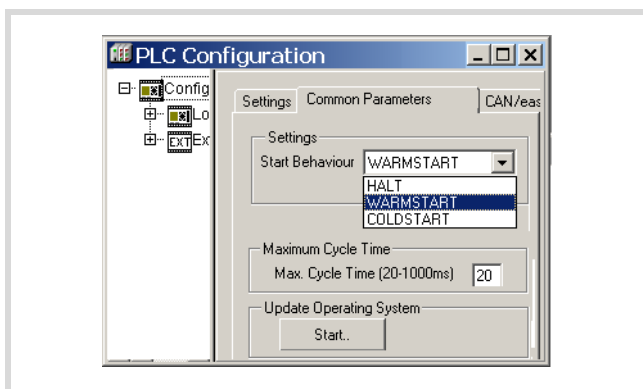 PLC Configuration
Config
Lo
EXT Ex
Settings Common Parameters CAN/eas
Settings
Start Behaviour WARMSTART
HALT
WARMSTART
COLDSTART
Maximum Cycle Time
Max. Cycle Time (20-1000ms) 20
Update Operating System
Start..